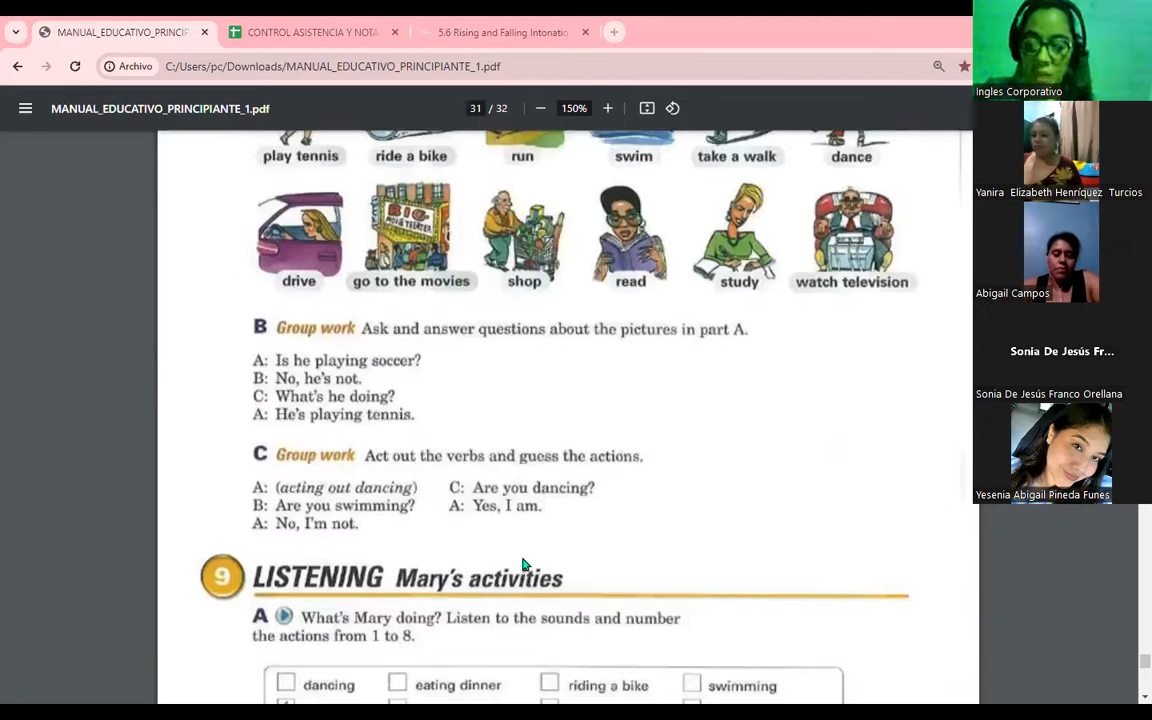 MANUAL_EDUCATIVO_PRINCIP
CONTROL ASISTENCIA Y NOTA
5.6 Rising and Falling Intonatio
Archivo
C:/Users/pc/Downloads/MANUAL_EDUCATIVO_PRINCIPIANTE_1.pdf
MANUAL_EDUCATIVO_PRINCIPIANTE_1.pdf
31 / 32
150%
play tennis ride a bike run swim take a walk dance
BIG
drive go to the movies shop read study watch television
B Group work Ask and answer questions about the pictures in part A.
A: Is he playing soccer?
B: No, he's not.
C: What's he doing?
A: He's playing tennis.
C Group work Act out the verbs and guess the actions.
A: (acting out dancing) C: Are you dancing?
B: Are you swimming? A: Yes, I am.
A: No, I'm not.
9 LISTENING Mary's activities
A What's Mary doing? Listen to the sounds and number
the actions from 1 to 8.
dancing eating dinner riding a bike swimming
Ingles Corporativo
Yanira Elizabeth Henríquez Turcios
Abigail Campos
Sonia De Jesús Fr...
Sonia De Jesús Franco Orellana
Yesenia Abigail Pineda Funes